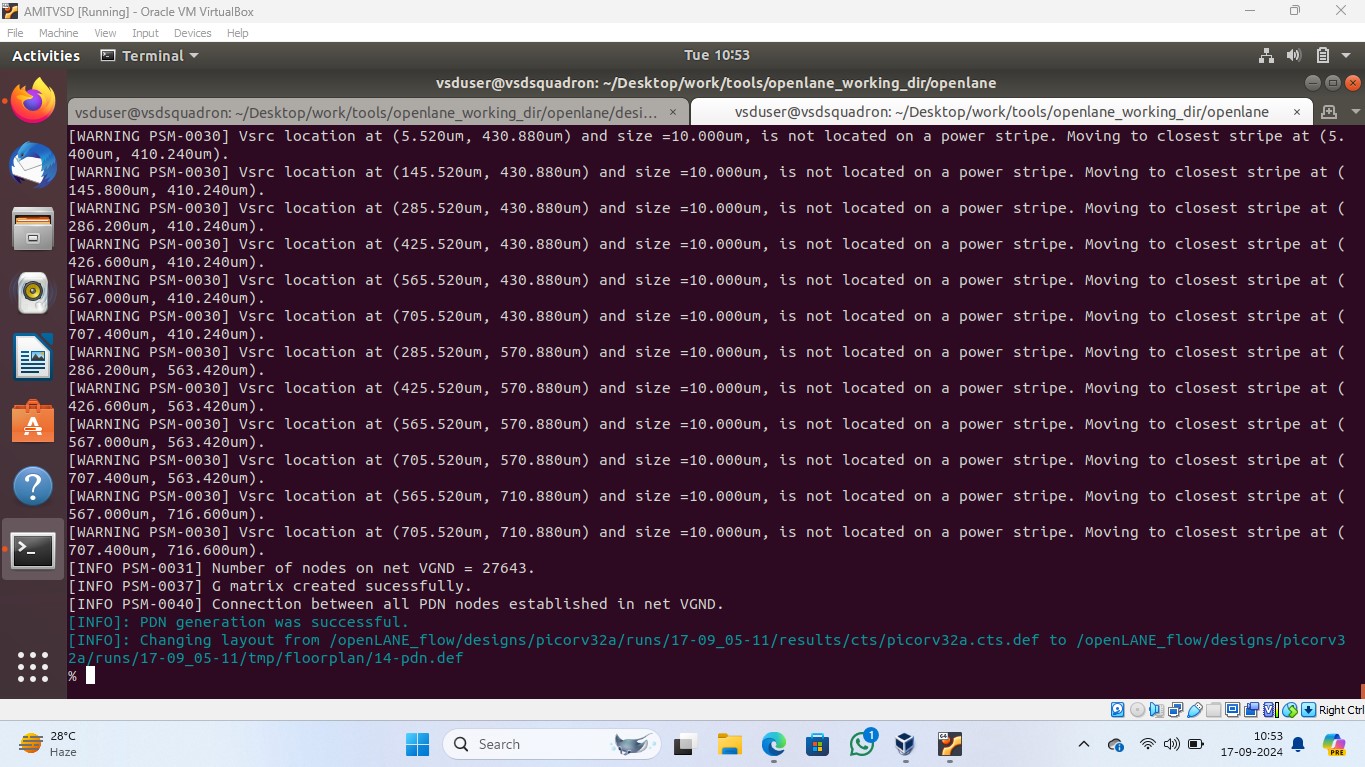 AMITVSD [Running] - Oracle VM VirtualBox
File Machine View Input Devices Help
Activities Terminal Tue 10:53
vsduser@vsdsquadron: ~/Desktop/work/tools/openlane_working_dir/openlane
vsduser@vsdsquadron: ~/Desktop/work/tools/openlane_working_dir/openlane/desi... × vsduser@vsdsquadron: ~/Desktop/work/tools/openlane_working_dir/openlane ×
[WARNING PSM-0030] Vsrc location at (5.520um, 430.880um) and size =10.000um, is not located on a power stripe. Moving to closest stripe at (5.
400um, 410.240um).
[WARNING PSM-0030] Vsrc location at (145.520um, 430.880um) and size =10.000um, is not located on a power stripe. Moving to closest stripe at (
145.800um, 410.240um).
[WARNING PSM-0030] Vsrc location at (285.520um, 430.880um) and size =10.000um, is not located on a power stripe. Moving to closest stripe at (
286.200um, 410.240um).
[WARNING PSM-0030] Vsrc location at (425.520um, 430.880um) and size =10.000um, is not located on a power stripe. Moving to closest stripe at (
426.600um, 410.240um).
[WARNING PSM-0030] Vsrc location at (565.520um, 430.880um) and size =10.000um, is not located on a power stripe. Moving to closest stripe at (
567.000um, 410.240um).
[WARNING PSM-0030] Vsrc location at (705.520um, 430.880um) and size =10.000um, is not located on a power stripe. Moving to closest stripe at (
707.400um, 410.240um).
[WARNING PSM-0030] Vsrc location at (285.520um, 570.880um) and size =10.000um, is not located on a power stripe. Moving to closest stripe at (
286.200um, 563.420um).
[WARNING PSM-0030] Vsrc location at (425.520um, 570.880um) and size =10.000um, is not located on a power stripe. Moving to closest stripe at (
426.600um, 563.420um).
[WARNING PSM-0030] Vsrc location at (565.520um, 570.880um) and size =10.000um, is not located on a power stripe. Moving to closest stripe at (
567.000um, 563.420um).
[WARNING PSM-0030] Vsrc location at (705.520um, 570.880um) and size =10.000um, is not located on a power stripe. Moving to closest stripe at (
707.400um, 563.420um).
[WARNING PSM-0030] Vsrc location at (565.520um, 710.880um) and size =10.000um, is not located on a power stripe. Moving to closest stripe at (
567.000um, 716.600um).
[WARNING PSM-0030] Vsrc location at (705.520um, 710.880um) and size =10.000um, is not located on a power stripe. Moving to closest stripe at (
707.400um, 716.600um).
[INFO PSM-0031] Number of nodes on net VGND = 27643.
[INFO PSM-0037] G matrix created sucessfully.
[INFO PSM-0040] Connection between all PDN nodes established in net VGND.
[INFO]: PDN generation was successful.
[INFO]: Changing layout from /openLANE_flow/designs/picorv32a/runs/17-09_05-11/results/cts/picorv32a.cts.def to /openLANE_flow/designs/picorv3
2a/runs/17-09_05-11/tmp/floorplan/14-pdn.def
%
Right Ctrl
28°C
Haze
Search
1
10:53
17-09-2024
PRE